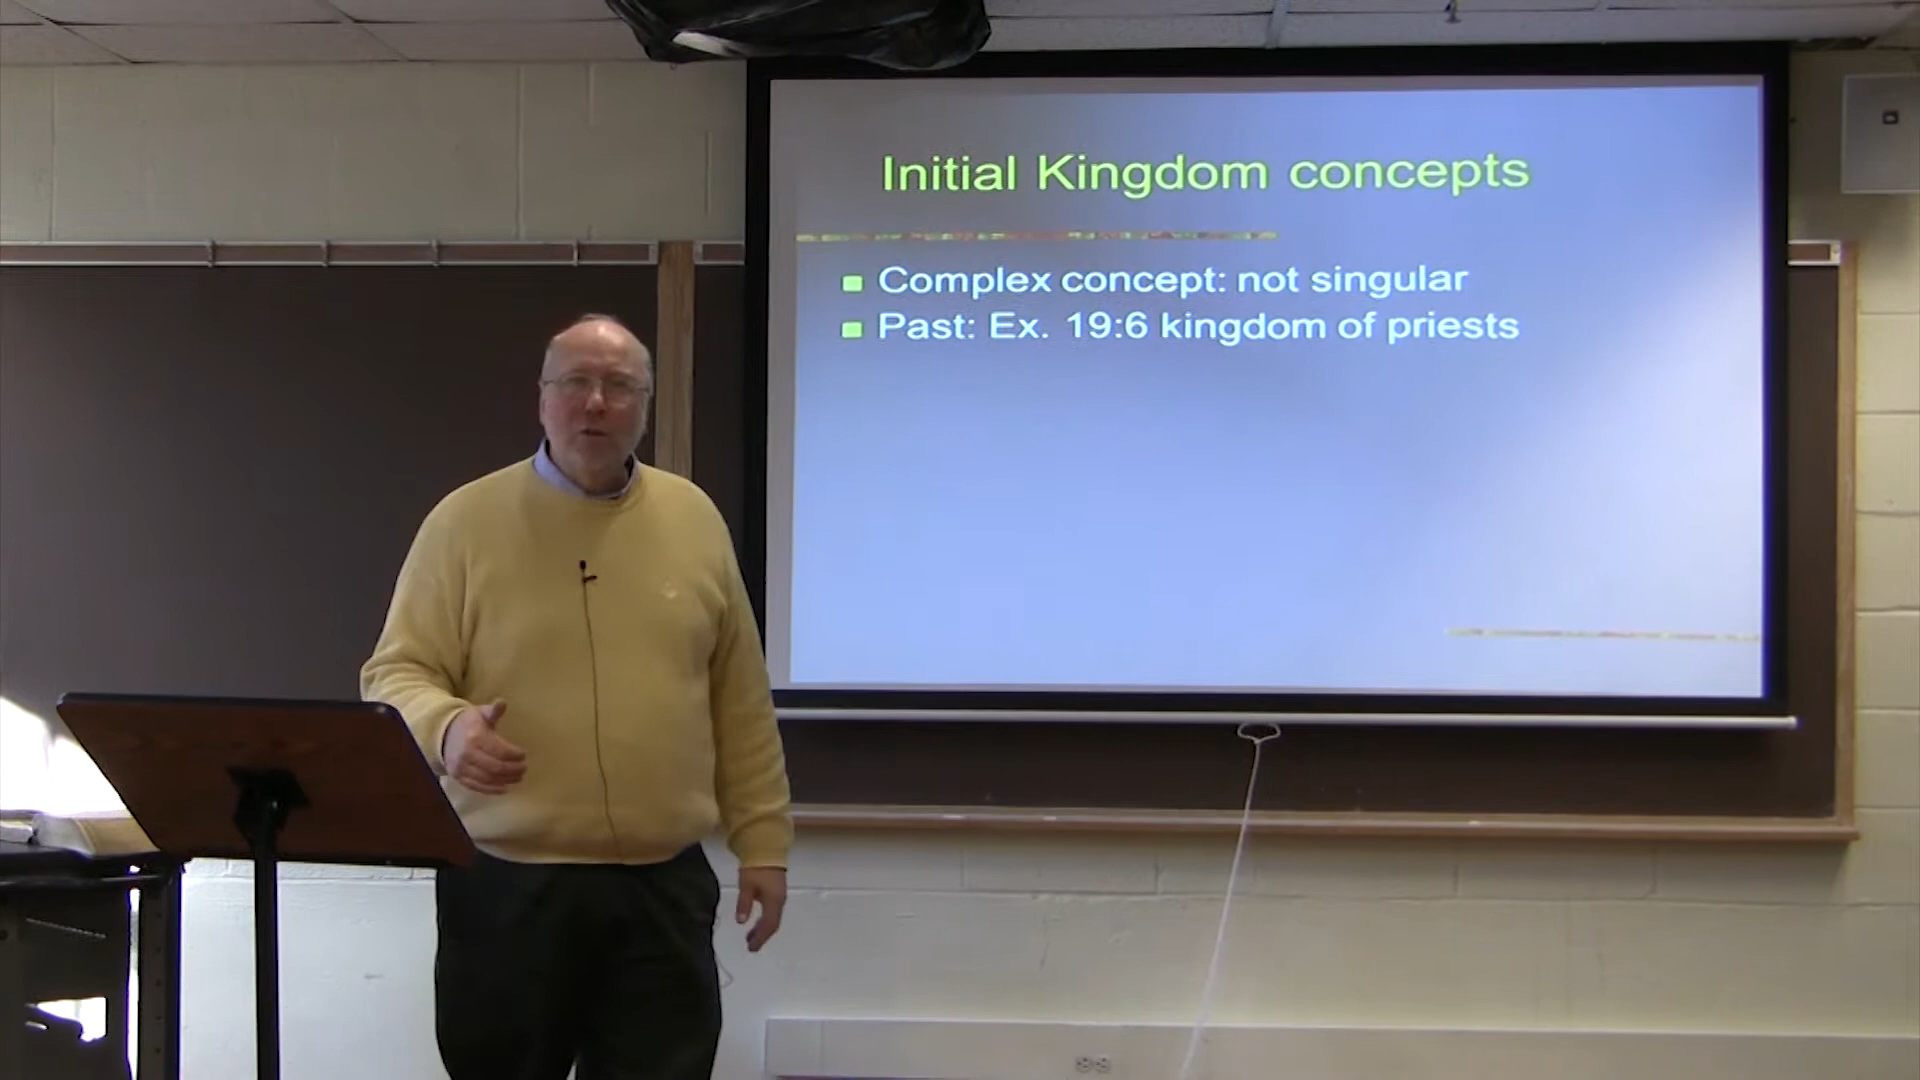 Initial Kingdom concepts
Complex concept: not singular
Past: Ex. 19:6 kingdom of priests